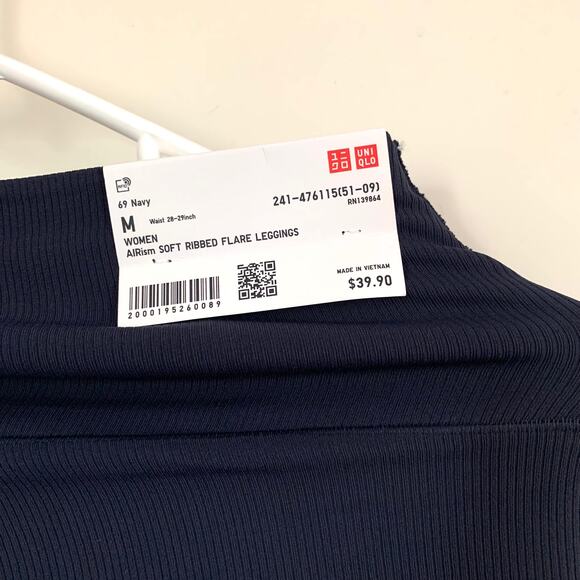 RFID
ユニ UNI
クロ QLO
69 Navy
241-476115(51-09)
M Waist 28-29inch
RN139864
WOMEN
AIRism SOFT RIBBED FLARE LEGGINGS
MADE IN VIETNAM
$39.90
2000195260089